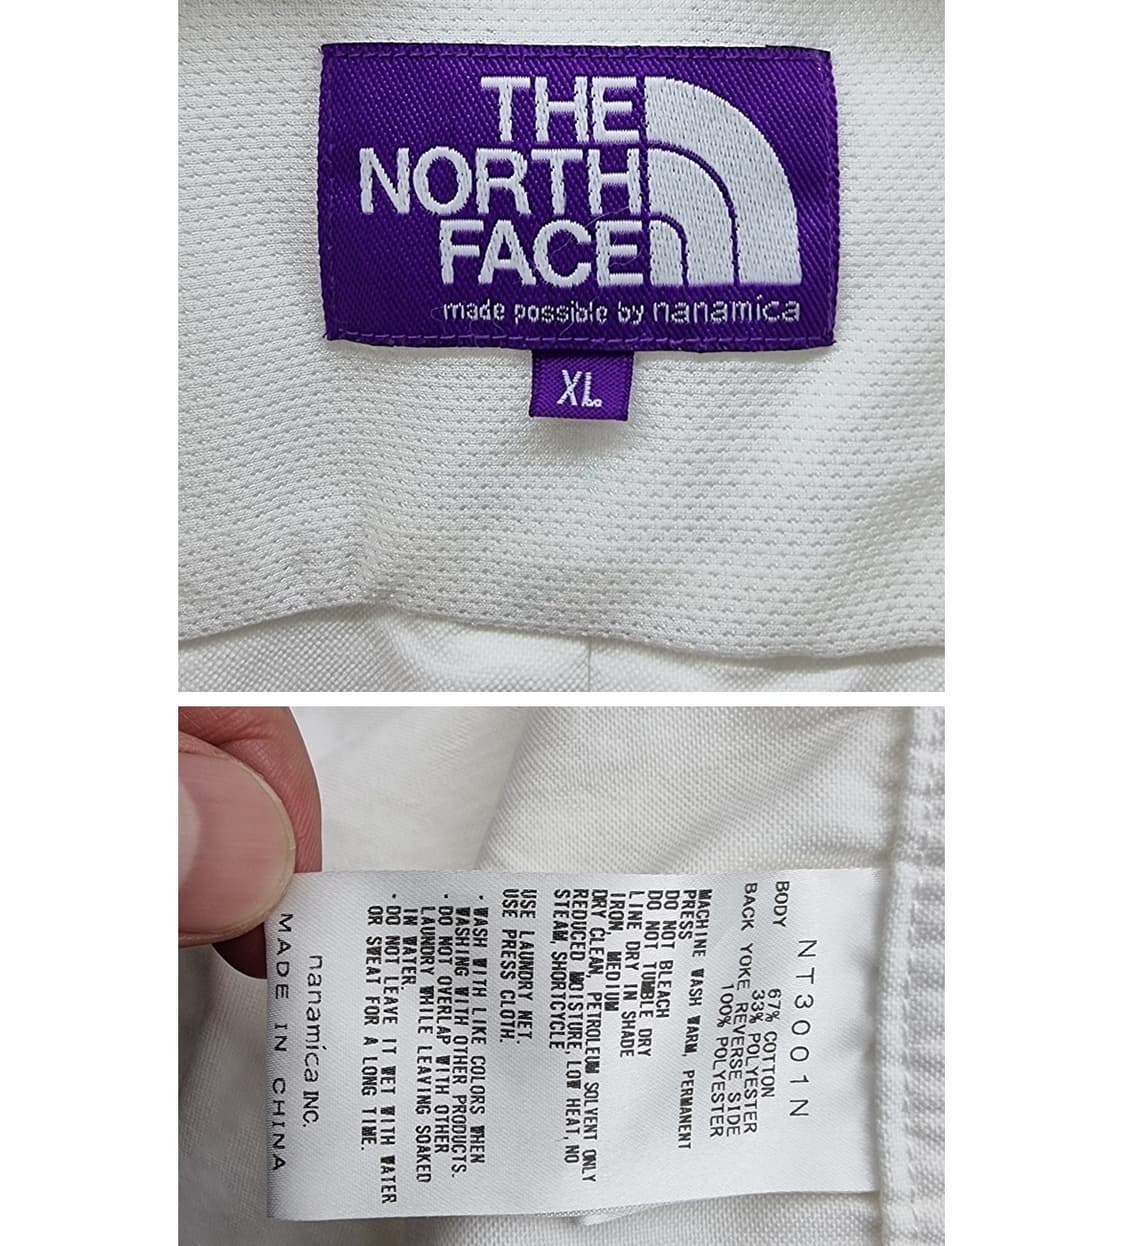 THE
NORTH
FACE
made possible by nanamica
XL
NT3001N
BODY
67% COTTON
33% POLYESTER
BACK YOKE REVERSE SIDE
100% POLYESTER
MACHINE WASH WARM, PERMANENT
PRESS
DO NOT BLEACH
DO NOT TUMBLE DRY
LINE DRY IN SHADE
IRON, MEDIUM
DRY CLEAN, PETROLEUM SOLVENT ONLY
REDUCED MOISTURE, LOW HEAT, NO
STEAM, SHORTCYCLE
USE LAUNDRY NET.
USE PRESS CLOTH.
・WASH WITH LIKE COLORS WHEN
WASHING WITH OTHER PRODUCTS.
・DO NOT OVERLAP WITH OTHER
LAUNDRY WHILE LEAVING SOAKED
IN WATER.
・DO NOT LEAVE IT WET WITH WATER
OR SWEAT FOR A LONG TIME.
nanamica INC.
MADE IN CHINA